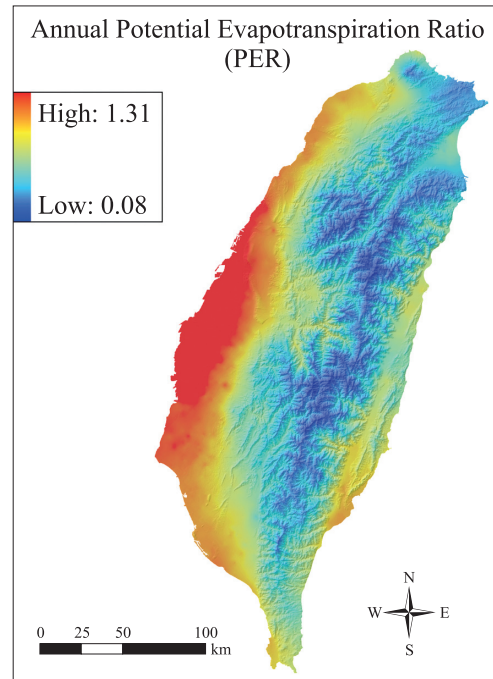 Annual Potential Evapotranspiration Ratio
(PER)
High: 1.31
Low: 0.08
N
W E
S
0 25 50 100
km